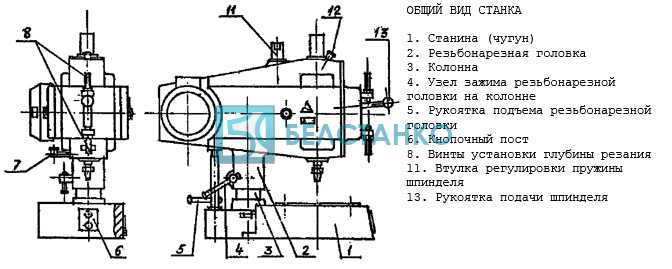 ОБЩИЙ ВИД СТАНКА
1. Станина (чугун)
2. Резьбонарезная головка
3. Колонна
4. Узел зажима резьбонарезной
головки на колонне
5. Рукоятка подъема резьбонарезной
головки
6. Кнопочный пост
8. Винты установки глубины резания
11. Втулка регулировки пружины
шпинделя
13. Рукоятка подачи шпинделя
8
11
12
13
7
6
5
4
3
2
1
БЕЛСТАНКО